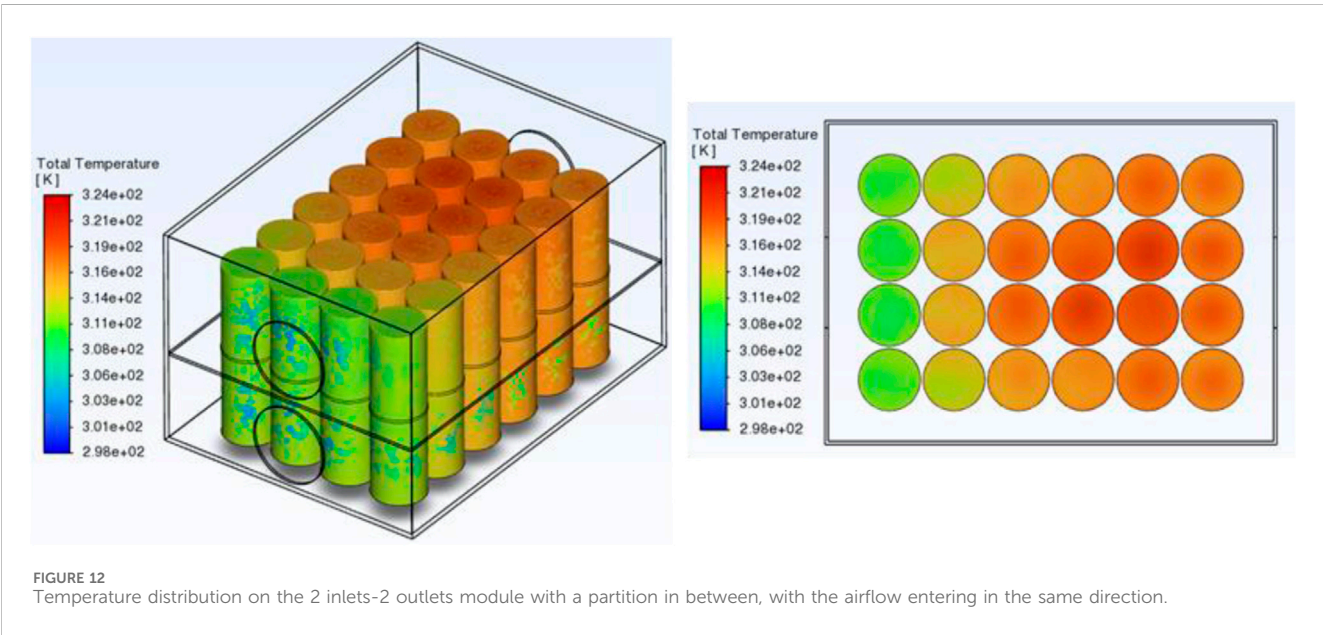 Total Temperature
[ K ]
3.24e+02
3.21e+02
3.19e+02
3.16e+02
3.14e+02
3.11e+02
3.08e+02
3.06e+02
3.03e+02
3.01e+02
2.98e+02
Total Temperature
[ K ]
3.24e+02
3.21e+02
3.19e+02
3.16e+02
3.14e+02
3.11e+02
3.08e+02
3.06e+02
3.03e+02
3.01e+02
2.98e+02
FIGURE 12
Temperature distribution on the 2 inlets-2 outlets module with a partition in between, with the airflow entering in the same direction.